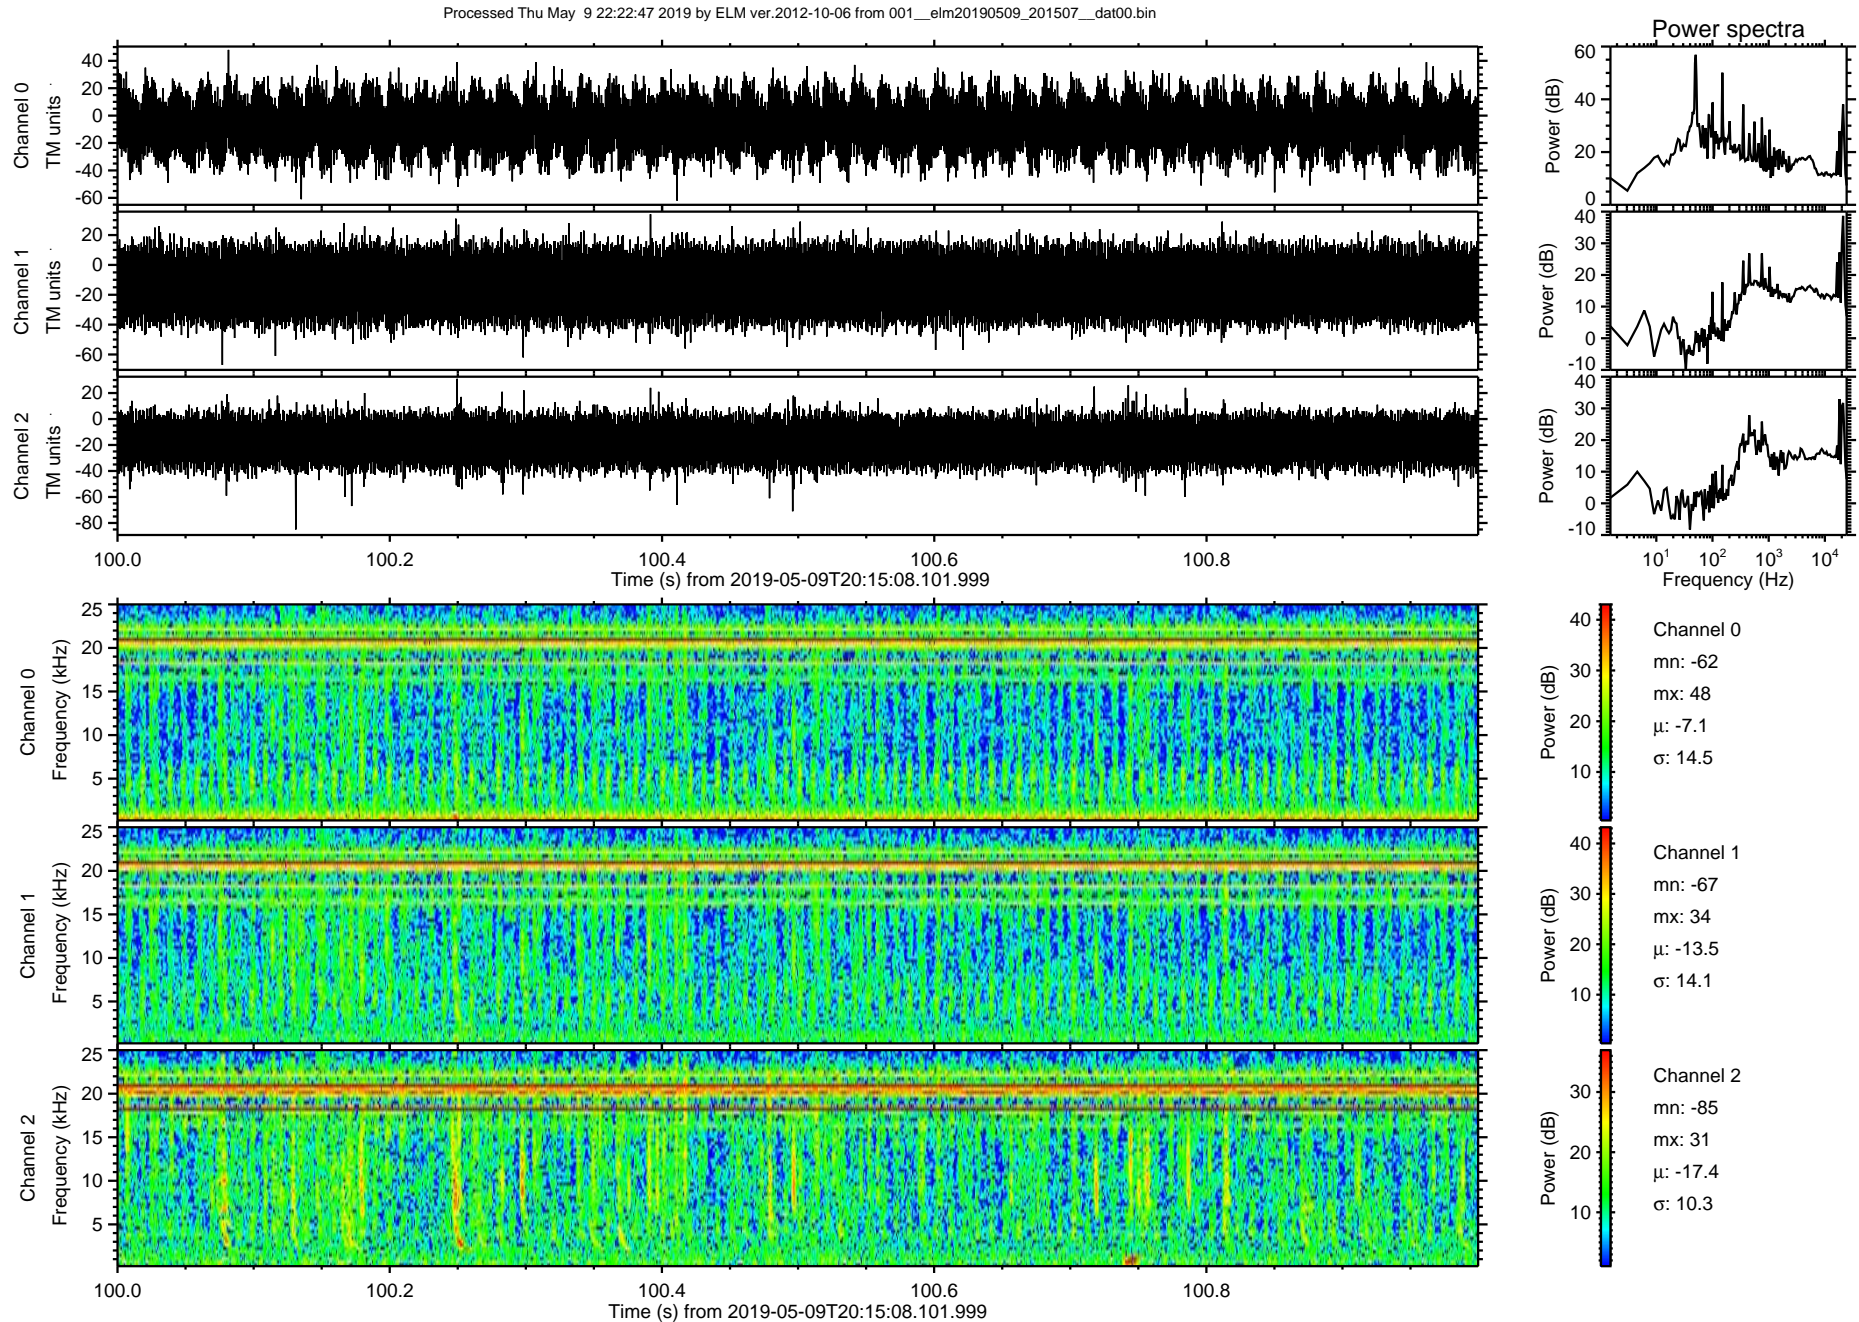 Processed Thu May  9 22:22:47 2019 by ELM ver.2012-10-06 from 001__elm20190509_201507__dat00.bin
Power spectra
Channel 0
TM units
40
20
0
-20
-40
-60
Power (dB)
60
40
20
0
Channel 1
TM units
20
0
-20
-40
-60
Power (dB)
40
30
20
10
0
-10
Channel 2
TM units
20
0
-20
-40
-60
-80
Power (dB)
40
30
20
10
0
-10
100.0 100.2 100.4 100.6 100.8
Time (s) from 2019-05-09T20:15:08.101.999
10¹ 10² 10³ 10⁴
Frequency (Hz)
Channel 0
Frequency (kHz)
25
20
15
10
5
Power (dB)
40
30
20
10
Channel 0
mn: -62
mx: 48
µ: -7.1
σ: 14.5
Channel 1
Frequency (kHz)
25
20
15
10
5
Power (dB)
40
30
20
10
Channel 1
mn: -67
mx: 34
µ: -13.5
σ: 14.1
Channel 2
Frequency (kHz)
25
20
15
10
5
Power (dB)
30
20
10
Channel 2
mn: -85
mx: 31
µ: -17.4
σ: 10.3
100.0 100.2 100.4 100.6 100.8
Time (s) from 2019-05-09T20:15:08.101.999